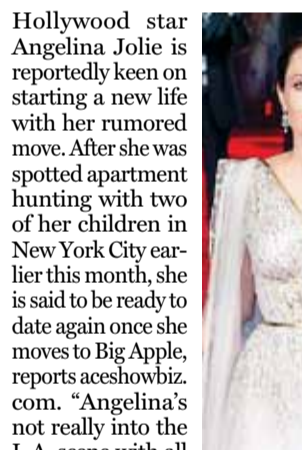 Hollywood star
Angelina Jolie is
reportedly keen on
starting a new life
with her rumored
move. After she was
spotted apartment
hunting with two
of her children in
New York City ear-
lier this month, she
is said to be ready to
date again once she
moves to Big Apple,
reports aceshowbiz.
com. “Angelina’s
not really into the
L.A. scene with all